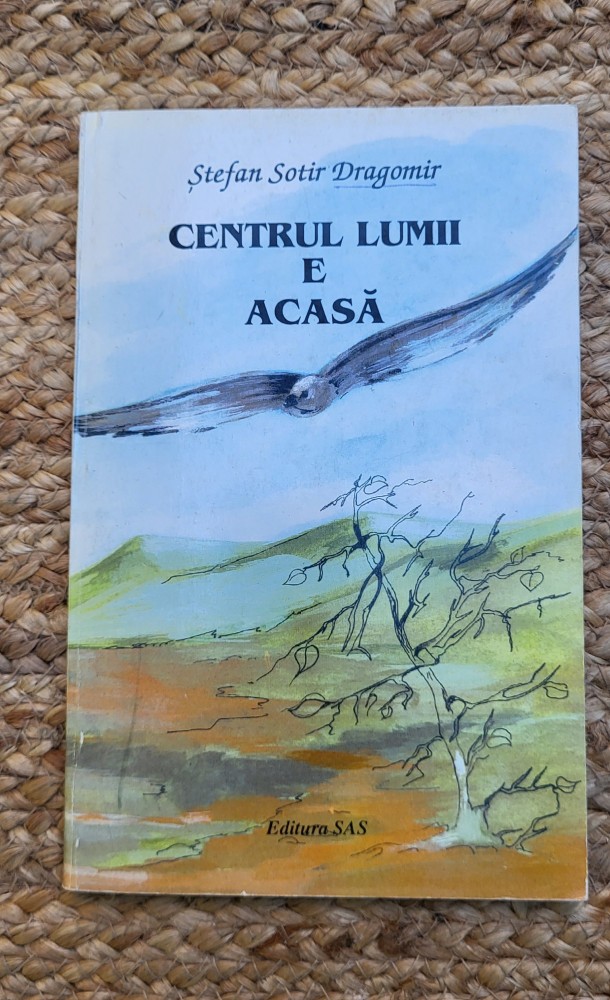 Ștefan Sotir Dragomir
CENTRUL LUMII
E
ACASĂ
Editura SAS